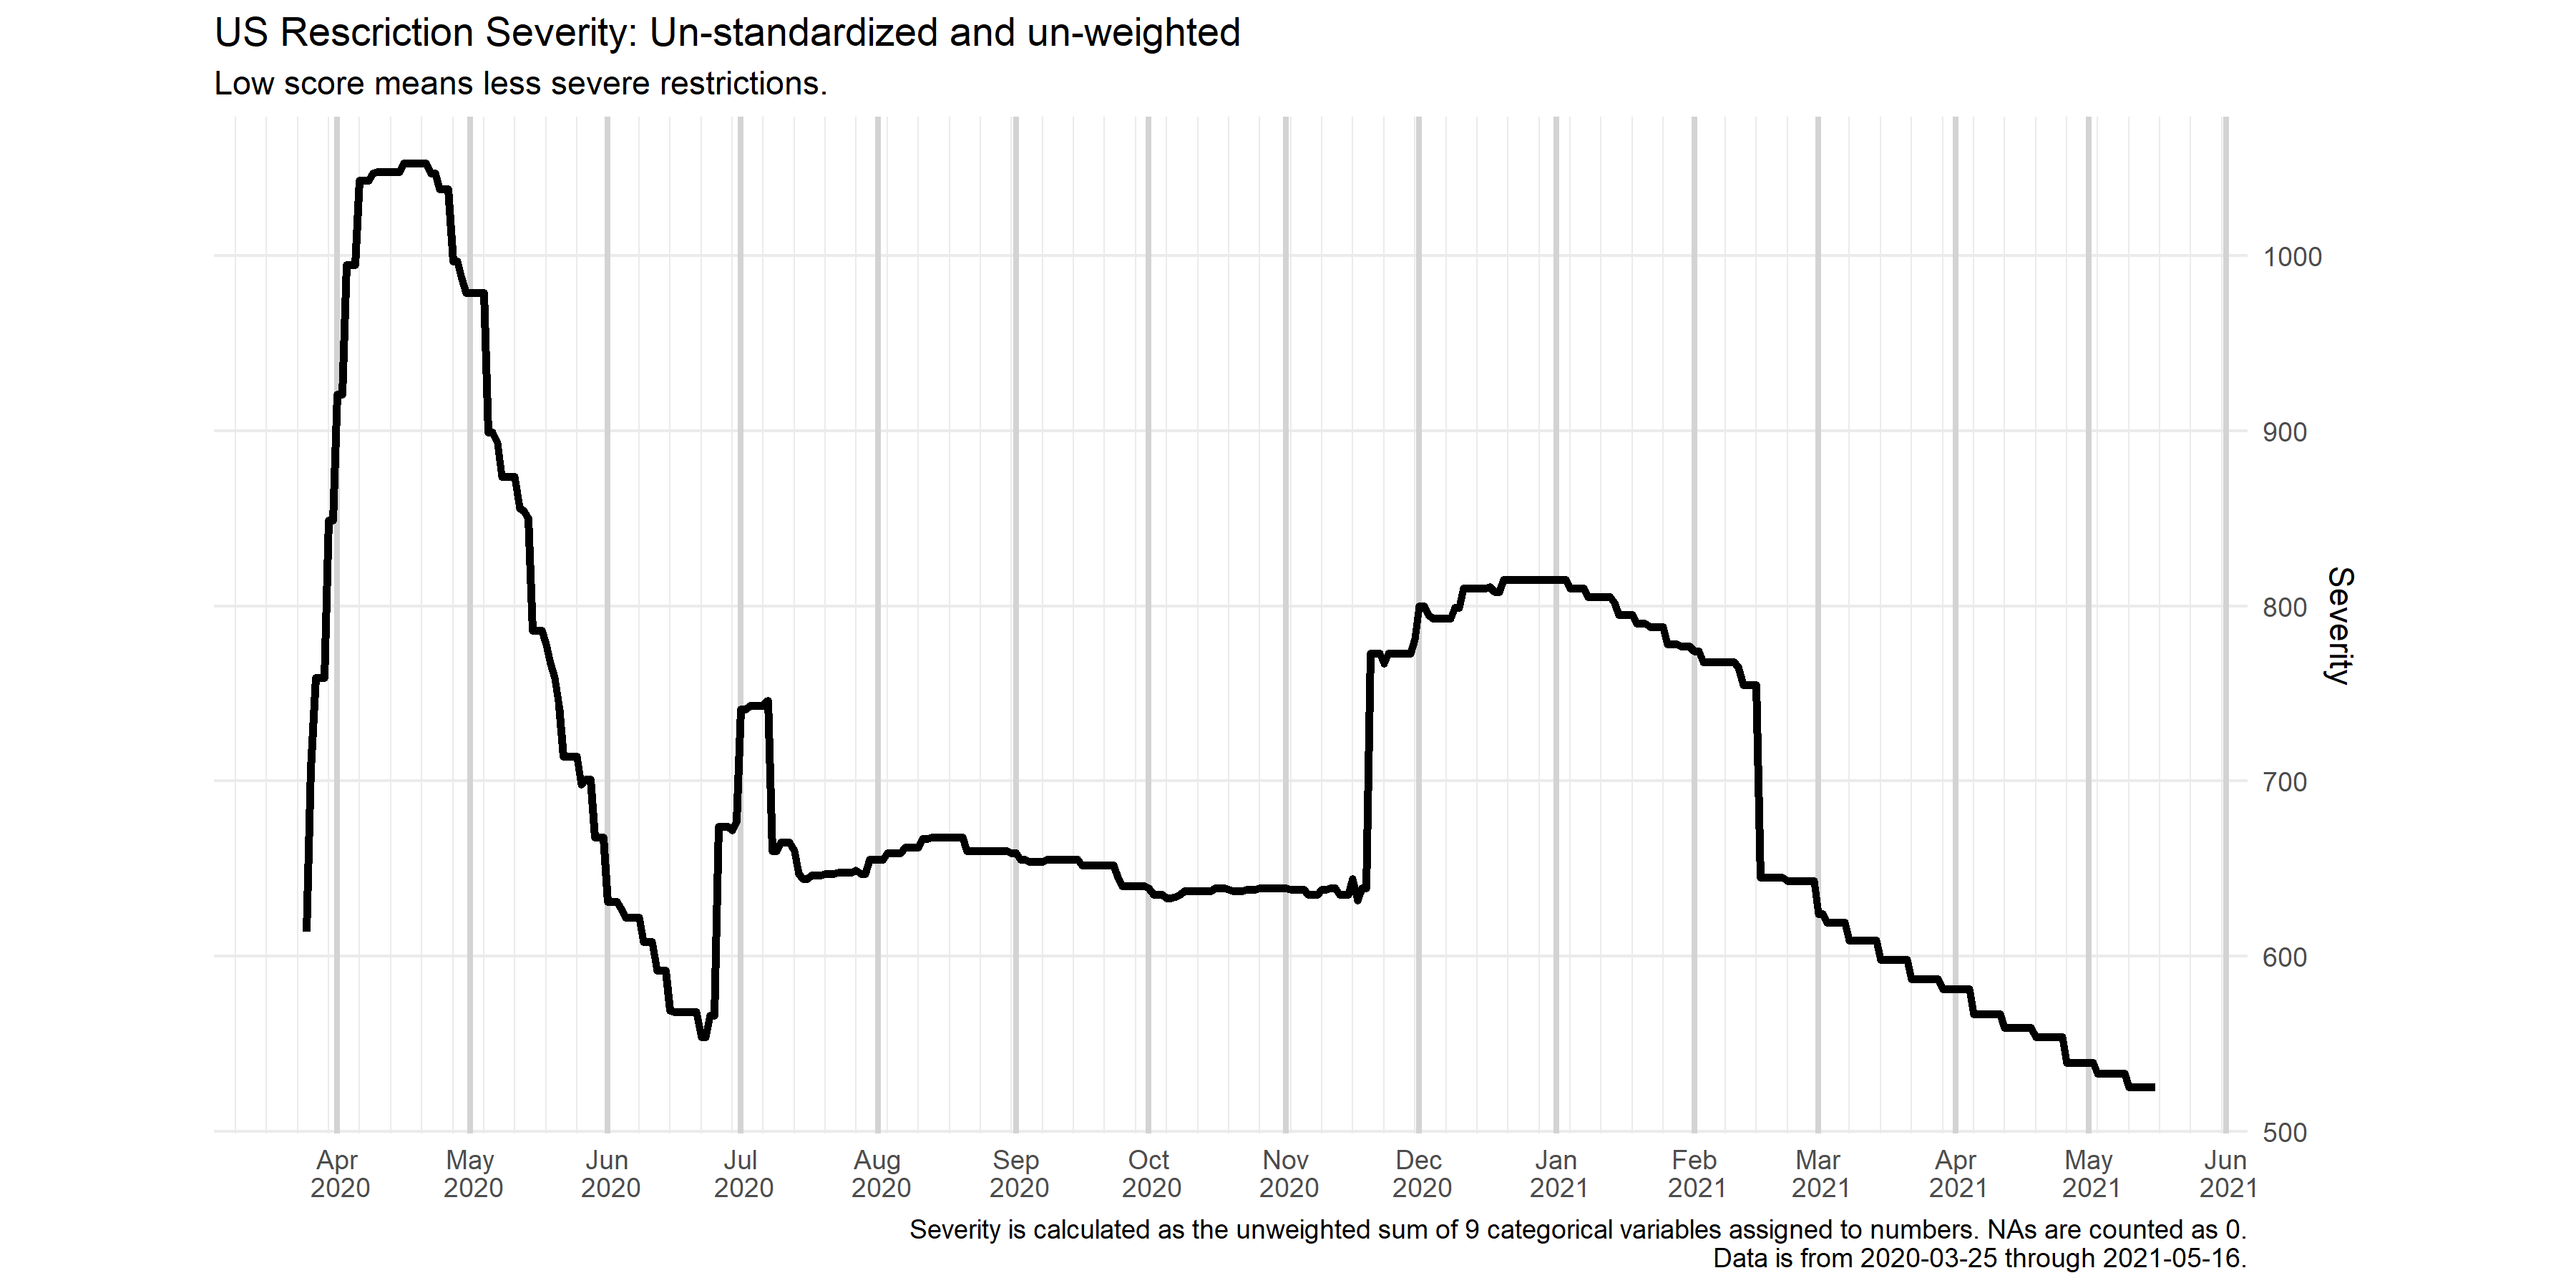 US Rescriction Severity: Un-standardized and un-weighted
Low score means less severe restrictions.
1000
900
800
700
600
500
Severity
Apr 2020
May 2020
Jun 2020
Jul 2020
Aug 2020
Sep 2020
Oct 2020
Nov 2020
Dec 2020
Jan 2021
Feb 2021
Mar 2021
Apr 2021
May 2021
Jun 2021
Severity is calculated as the unweighted sum of 9 categorical variables assigned to numbers. NAs are counted as 0.
Data is from 2020-03-25 through 2021-05-16.